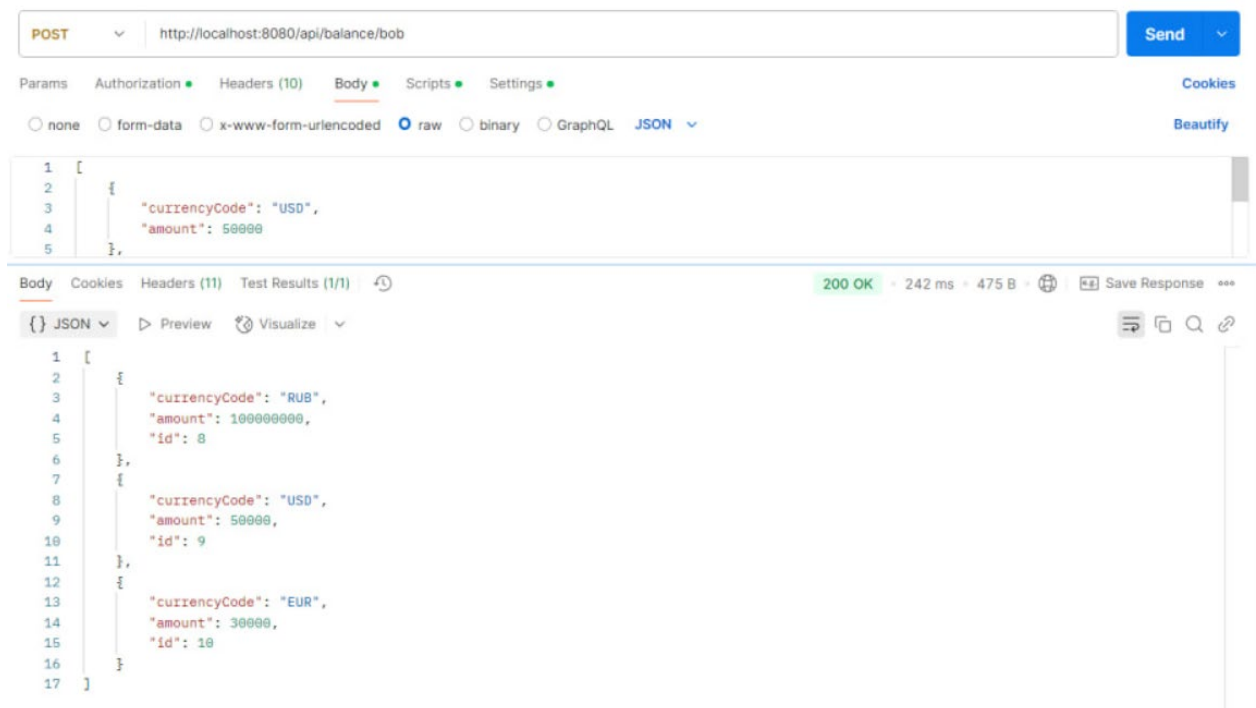 POST http://localhost:8080/api/balance/bob Send
Params Authorization Headers (10) Body Scripts Settings Cookies
none form-data x-www-form-urlencoded raw binary GraphQL JSON Beautify
1 [
2 {
3 "currencyCode": "USD",
4 "amount": 50000
5 },
Body Cookies Headers (11) Test Results (1/1) 200 OK 242 ms 475 B Save Response
{} JSON Preview Visualize
1 [
2 {
3 "currencyCode": "RUB",
4 "amount": 100000000,
5 "id": 8
6 },
7 {
8 "currencyCode": "USD",
9 "amount": 50000,
10 "id": 9
11 },
12 {
13 "currencyCode": "EUR",
14 "amount": 30000,
15 "id": 10
16 }
17 ]